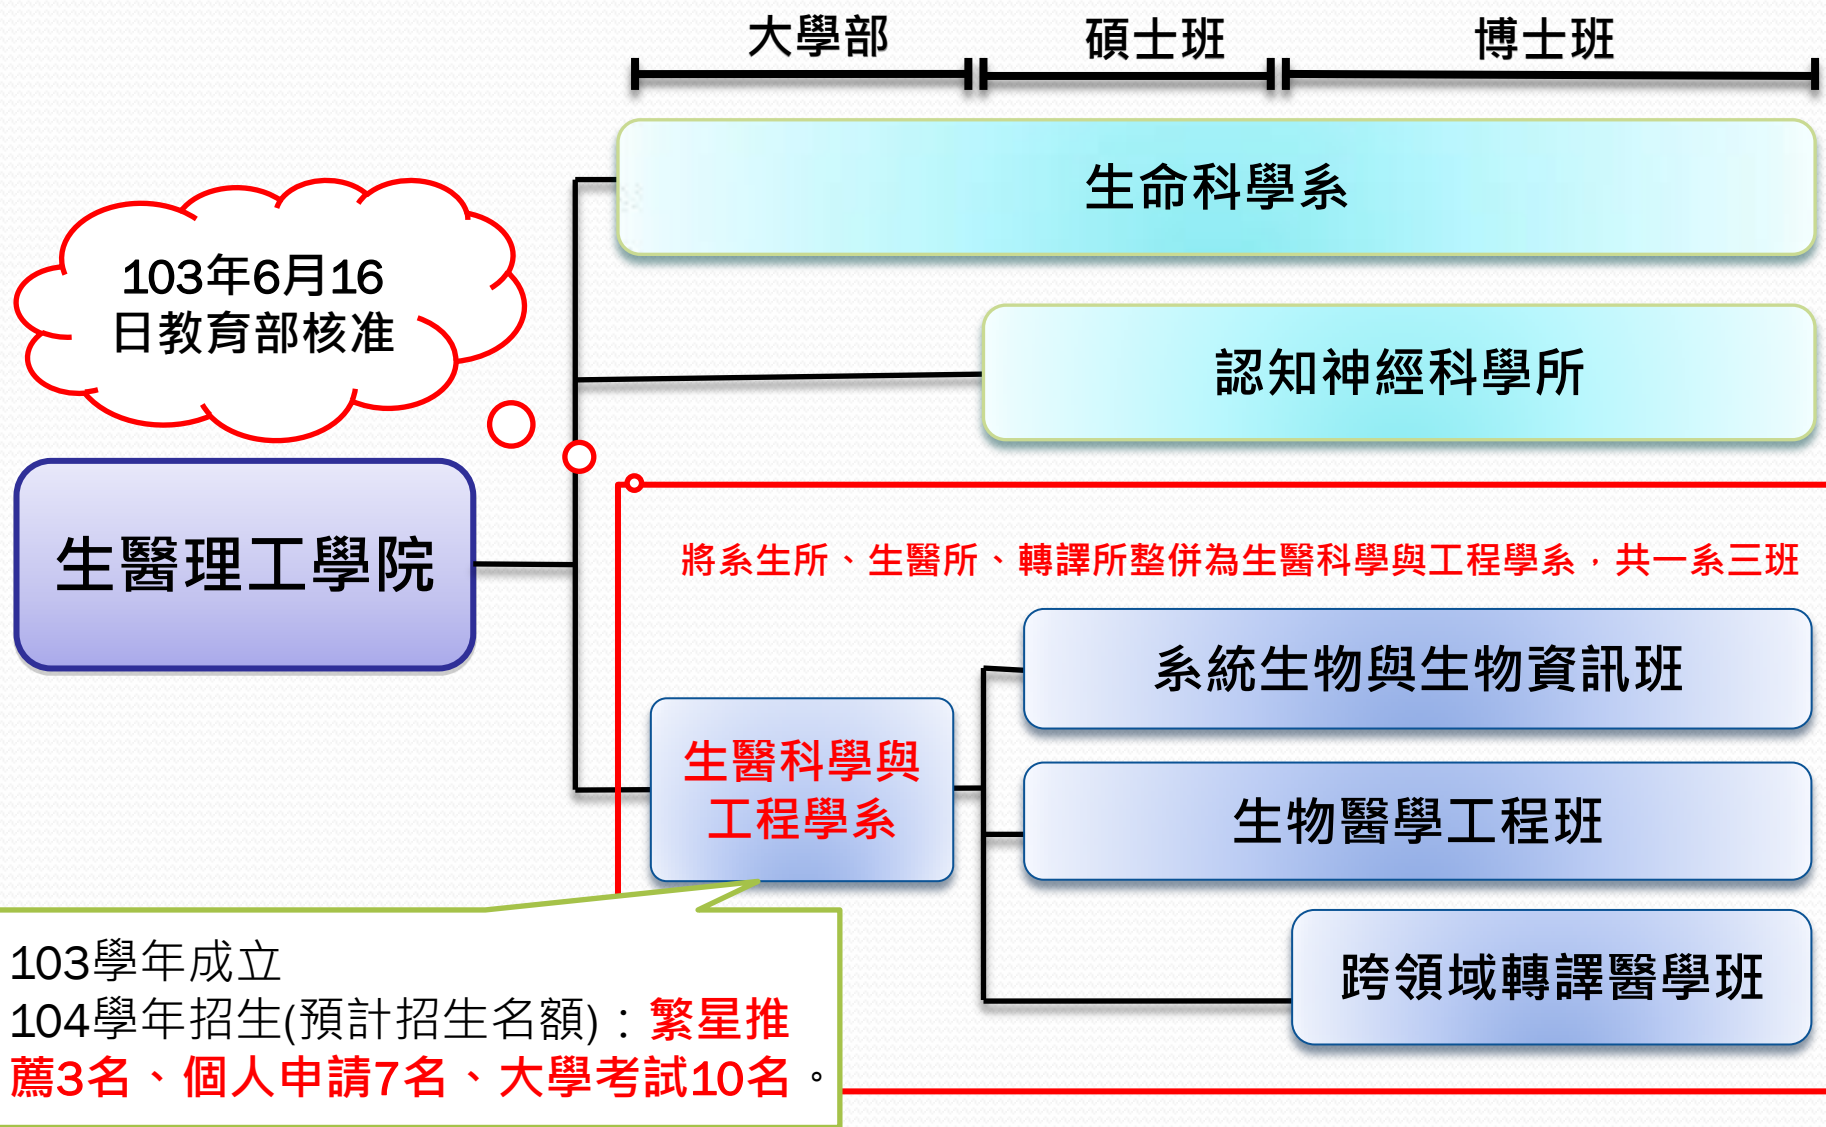 大學部
碩士班
博士班
生命科學系
103年6月16
日教育部核准
認知神經科學所
生醫理工學院
將系生所、生醫所、轉譯所整併為生醫科學與工程學系，共一系三班
系統生物與生物資訊班
生醫科學與
工程學系
生物醫學工程班
跨領域轉譯醫學班
103學年成立
104學年招生(預計招生名額)：繁星推
薦3名、個人申請7名、大學考試10名。